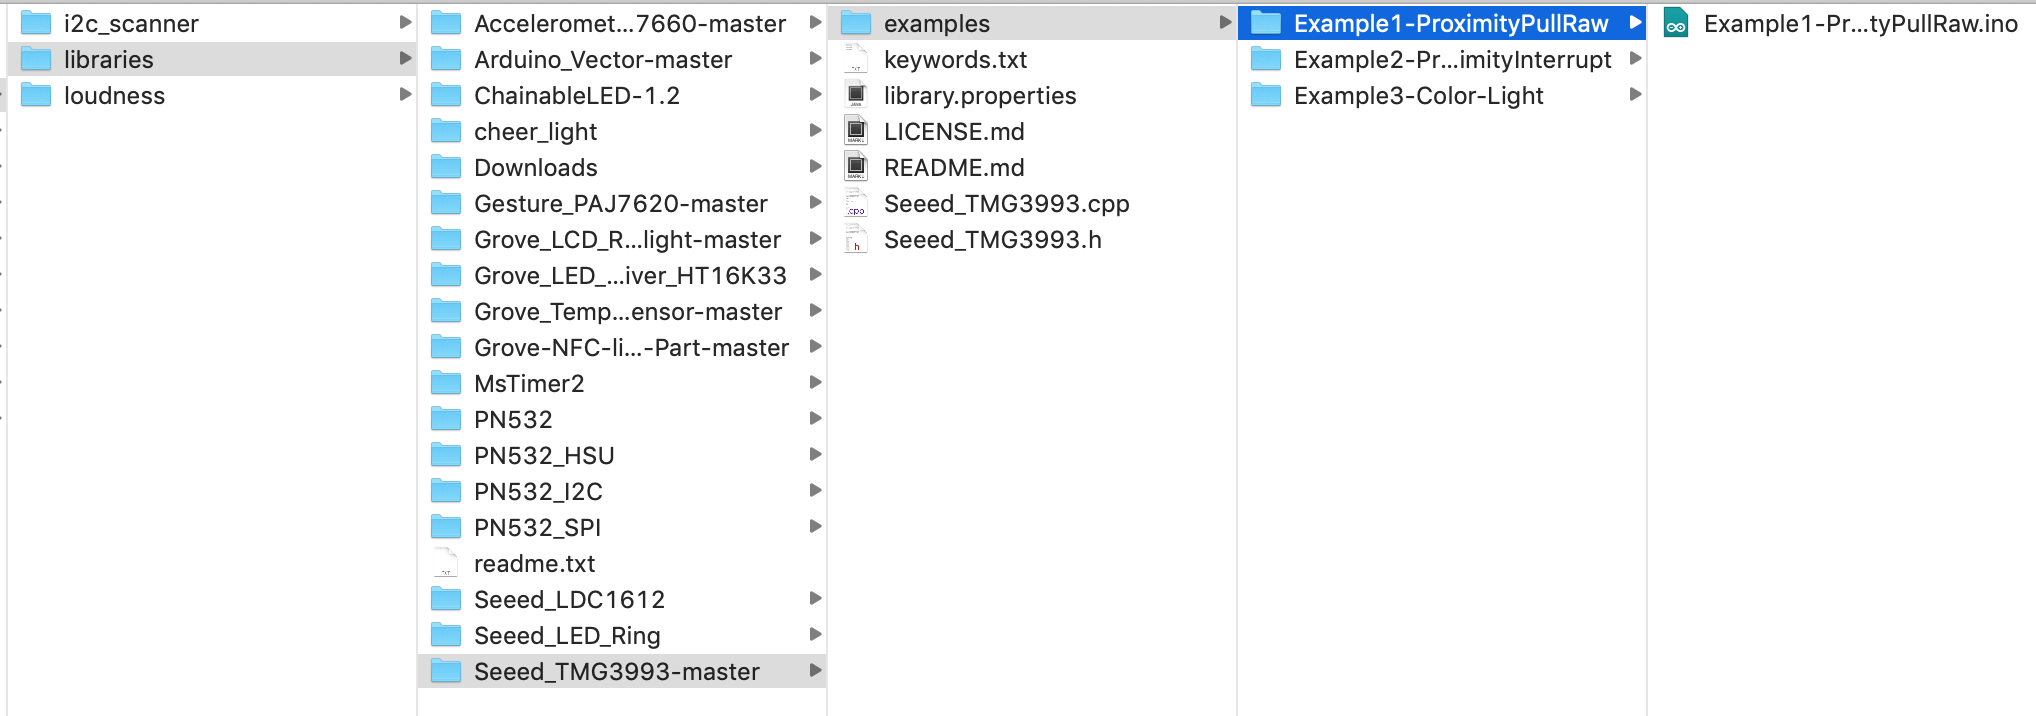 i2c_scanner
libraries
loudness
Acceleromet...7660-master
Arduino_Vector-master
ChainableLED-1.2
cheer_light
Downloads
Gesture_PAJ7620-master
Grove_LCD_R...light-master
Grove_LED_...iver_HT16K33
Grove_Temp...ensor-master
Grove-NFC-li...-Part-master
MsTimer2
PN532
PN532_HSU
PN532_I2C
PN532_SPI
readme.txt
Seeed_LDC1612
Seeed_LED_Ring
Seeed_TMG3993-master
examples
keywords.txt
library.properties
LICENSE.md
README.md
Seeed_TMG3993.cpp
Seeed_TMG3993.h
Example1-ProximityPullRaw
Example2-Pr...imityInterrupt
Example3-Color-Light
Example1-Pr...tyPullRaw.ino